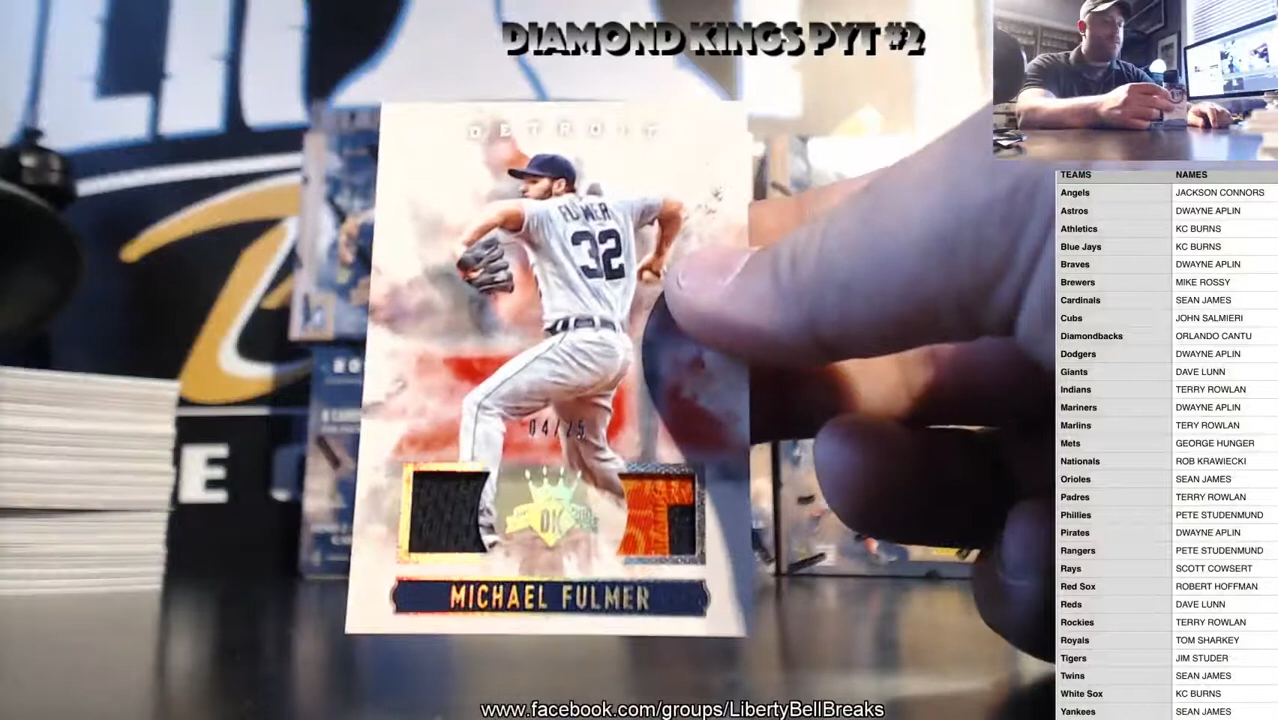 DIAMOND KINGS PYT #2
DETROIT
FULMER
32
04/25
DK
MICHAEL FULMER
E
20
www.facebook.com/groups/LibertyBellBreaks
TEAMS NAMES
Angels JACKSON CONNORS
Astros DWAYNE APLIN
Athletics KC BURNS
Blue Jays KC BURNS
Braves DWAYNE APLIN
Brewers MIKE ROSSY
Cardinals SEAN JAMES
Cubs JOHN SALMIERI
Diamondbacks ORLANDO CANTU
Dodgers DWAYNE APLIN
Giants DAVE LUNN
Indians TERRY ROWLAN
Mariners DWAYNE APLIN
Marlins TERY ROWLAN
Mets GEORGE HUNGER
Nationals ROB KRAWIECKI
Orioles SEAN JAMES
Padres TERRY ROWLAN
Phillies PETE STUDENMUND
Pirates DWAYNE APLIN
Rangers PETE STUDENMUND
Rays SCOTT COWSERT
Red Sox ROBERT HOFFMAN
Reds DAVE LUNN
Rockies TERRY ROWLAN
Royals TOM SHARKEY
Tigers JIM STUDER
Twins SEAN JAMES
White Sox KC BURNS
Yankees SEAN JAMES